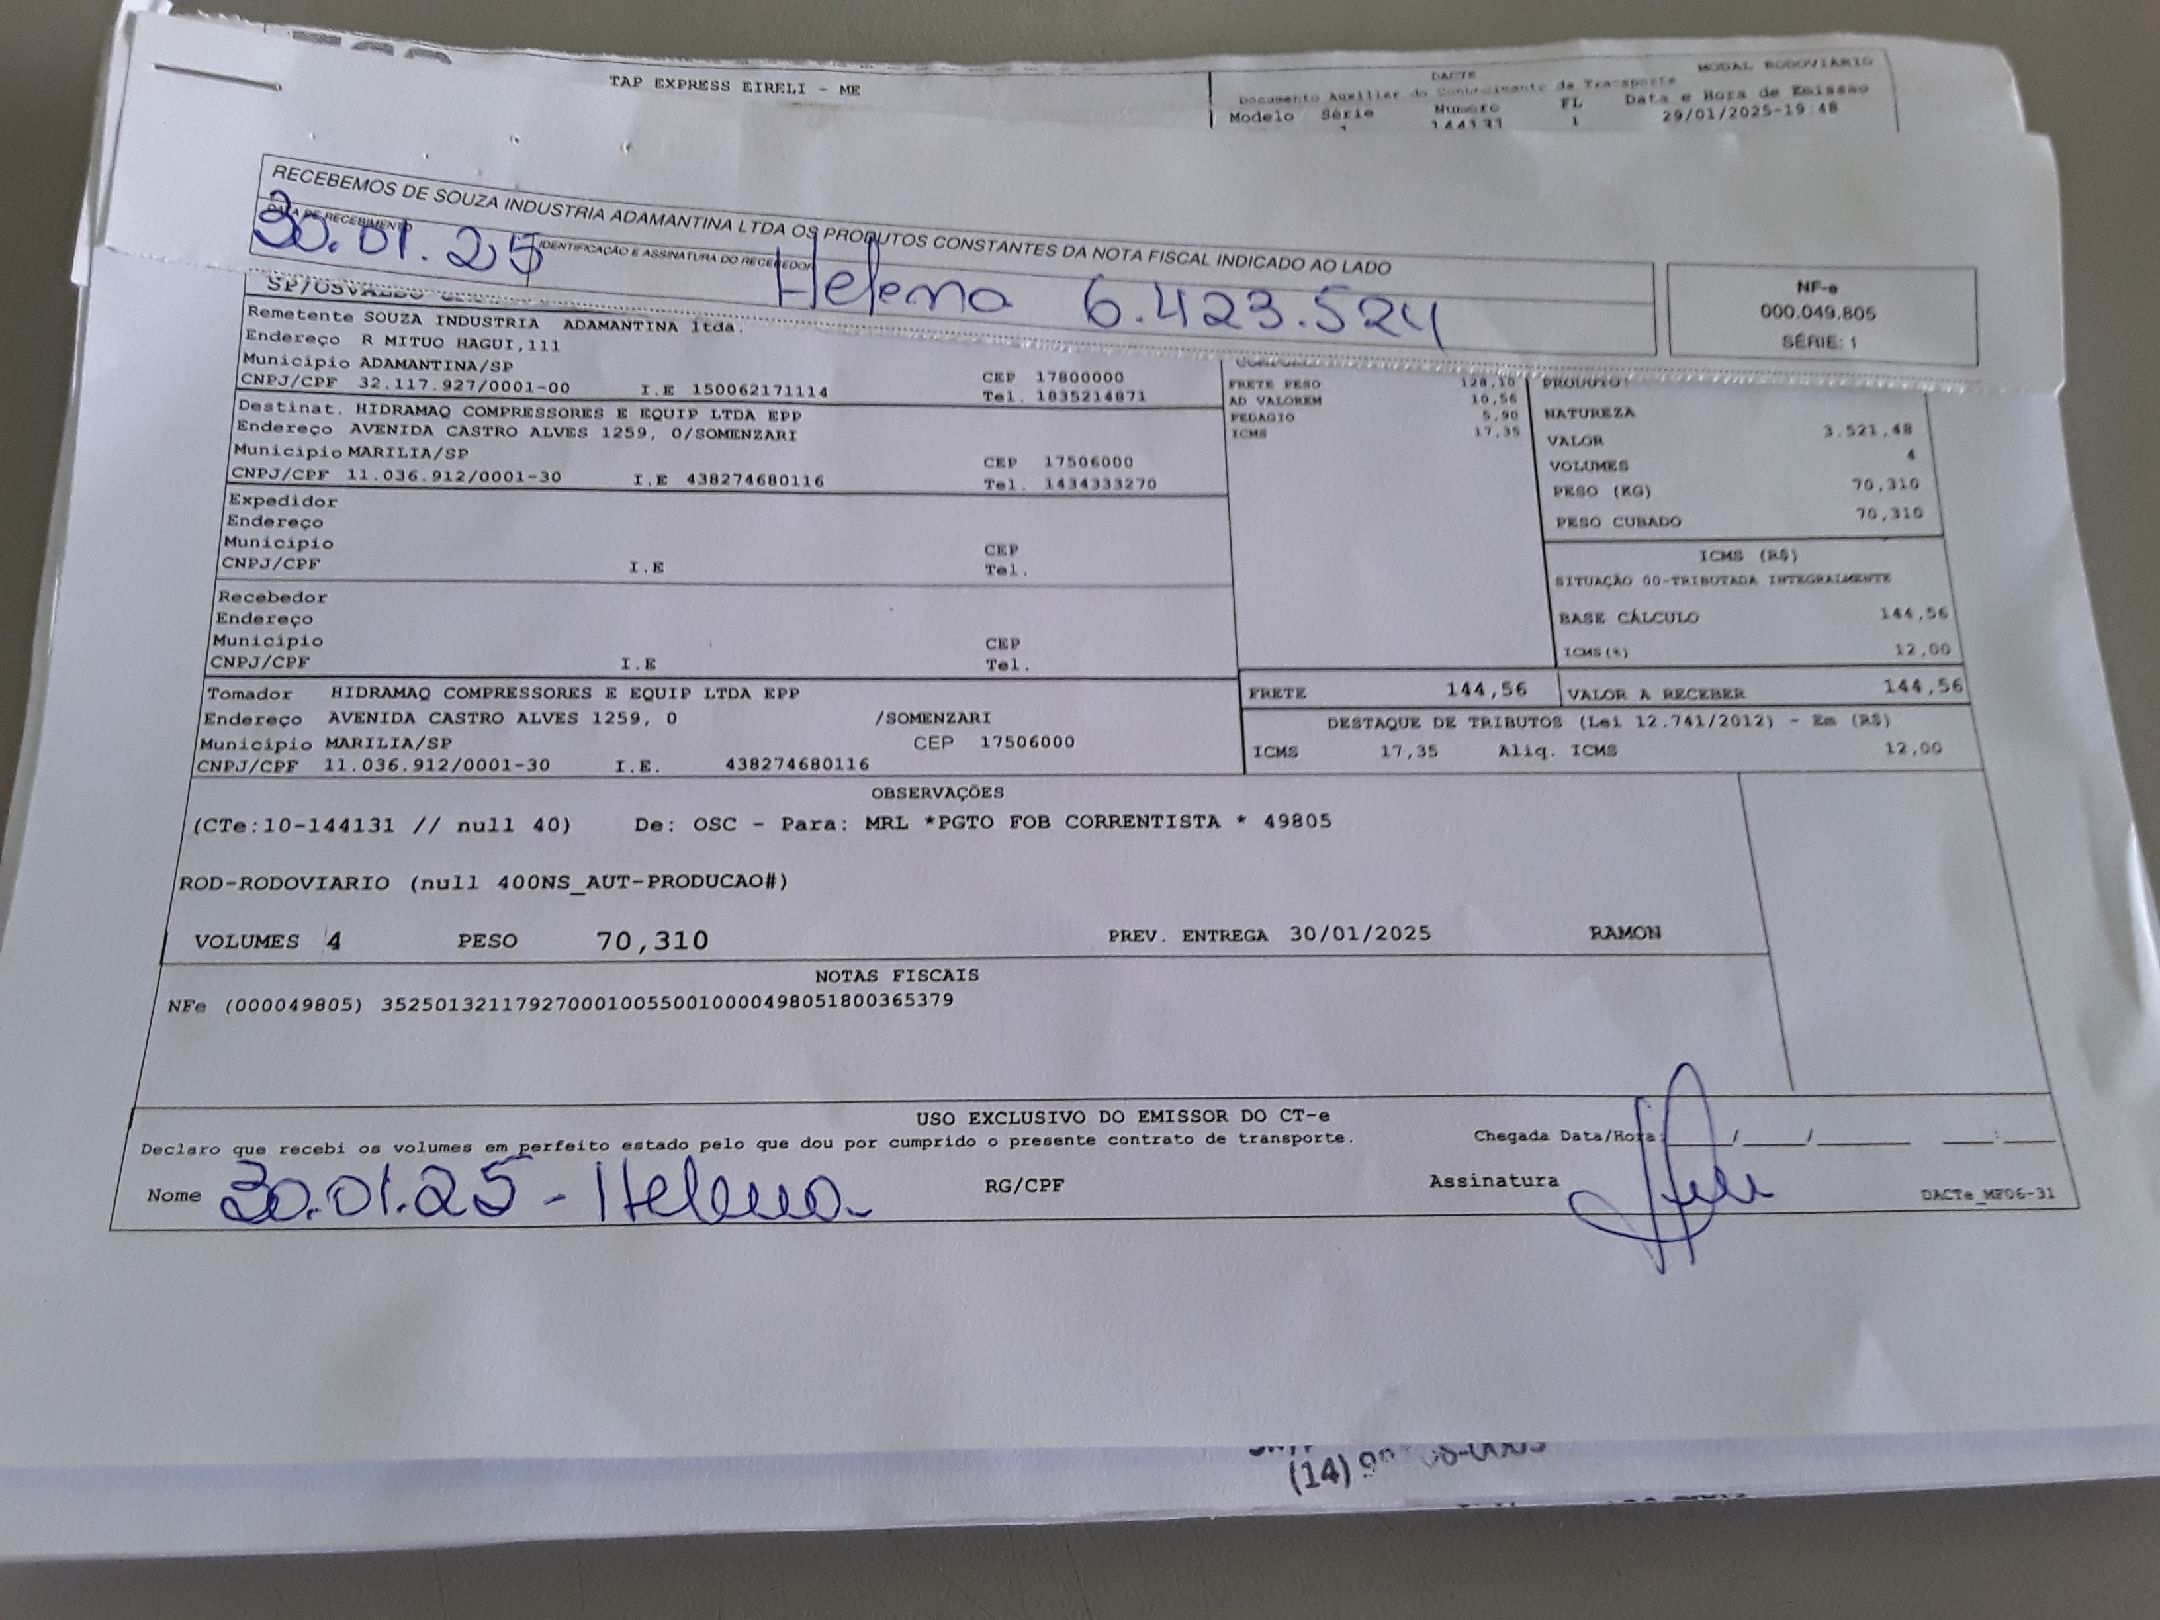 TAP EXPRESS EIRELI - ME
DACTE
MODAL RODOVIÁRIO
Documento Auxiliar do Conhecimento de Transporte
Modelo Série Numero FL Data e Hora de Emissão
144131 1 29/01/2025-19:48
RECEBEMOS DE SOUZA INDUSTRIA ADAMANTINA LTDA OS PRODUTOS CONSTANTES DA NOTA FISCAL INDICADO AO LADO
DATA DE RECEBIMENTO
30.01.25
IDENTIFICAÇÃO E ASSINATURA DO RECEBEDOR
Helena 6.423.524
NF-e
000.049.805
SÉRIE: 1
Remetente SOUZA INDUSTRIA ADAMANTINA ltda.
Endereço R MITUO HAGUI,111
Municipio ADAMANTINA/SP CEP 17800000
CNPJ/CPF 32.117.927/0001-00 I.E 150062171114 Tel. 1835214871
Destinat. HIDRAMAQ COMPRESSORES E EQUIP LTDA EPP
Endereço AVENIDA CASTRO ALVES 1259, 0/SOMENZARI
Municipio MARILIA/SP CEP 17506000
CNPJ/CPF 11.036.912/0001-30 I.E 438274680116 Tel. 1434333270
Expedidor
Endereço
Municipio CEP
CNPJ/CPF I.E Tel.
Recebedor
Endereço
Municipio CEP
CNPJ/CPF I.E Tel.
Tomador HIDRAMAQ COMPRESSORES E EQUIP LTDA EPP
Endereço AVENIDA CASTRO ALVES 1259, 0 /SOMENZARI
Municipio MARILIA/SP CEP 17506000
CNPJ/CPF 11.036.912/0001-30 I.E. 438274680116
FRETE PESO 128,10
AD VALOREM 10,56
PEDAGIO 5,90
ICMS 17,35
PRODUTO:
NATUREZA
VALOR 3.521,48
VOLUMES 4
PESO (KG) 70,310
PESO CUBADO 70,310
ICMS (R$)
SITUAÇÃO 00-TRIBUTADA INTEGRALMENTE
BASE CÁLCULO 144,56
ICMS(%) 12,00
FRETE 144,56 VALOR A RECEBER 144,56
DESTAQUE DE TRIBUTOS (Lei 12.741/2012) - Em (R$)
ICMS 17,35 Aliq. ICMS 12,00
OBSERVAÇÕES
(CTe:10-144131 // null 40) De: OSC - Para: MRL *PGTO FOB CORRENTISTA * 49805
ROD-RODOVIARIO (null 400NS_AUT-PRODUCAO#)
VOLUMES 4 PESO 70,310 PREV. ENTREGA 30/01/2025 RAMON
NOTAS FISCAIS
NFe (000049805) 35250132117927000100550010000498051800365379
USO EXCLUSIVO DO EMISSOR DO CT-e
Declaro que recebi os volumes em perfeito estado pelo que dou por cumprido o presente contrato de transporte.
Chegada Data/Hora: ____/____/______ ___:___
Nome 30.01.25 - Helena RG/CPF Assinatura
DACTe_MF06-31
(14)